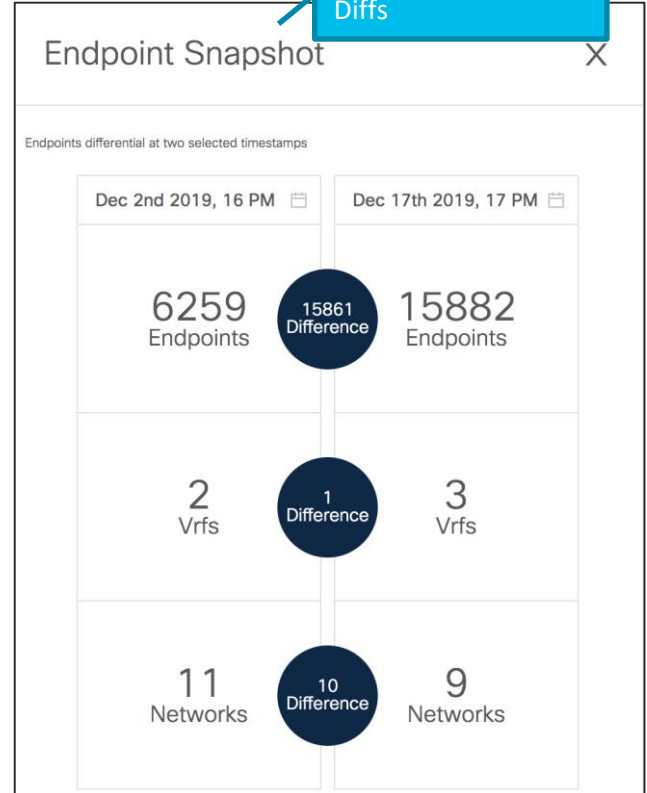 Diffs
Endpoint Snapshot X
Endpoints differential at two selected timestamps
Dec 2nd 2019, 16 PM
Dec 17th 2019, 17 PM
6259
Endpoints
15861
Difference
15882
Endpoints
2
Vrfs
1
Difference
3
Vrfs
11
Networks
10
Difference
9
Networks